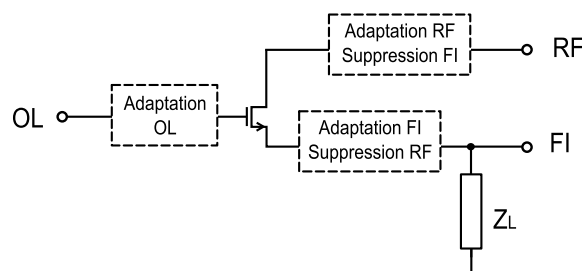 Adaptation RF
Suppression FI
RF
OL
Adaptation
OL
Adaptation FI
Suppression RF
FI
ZL